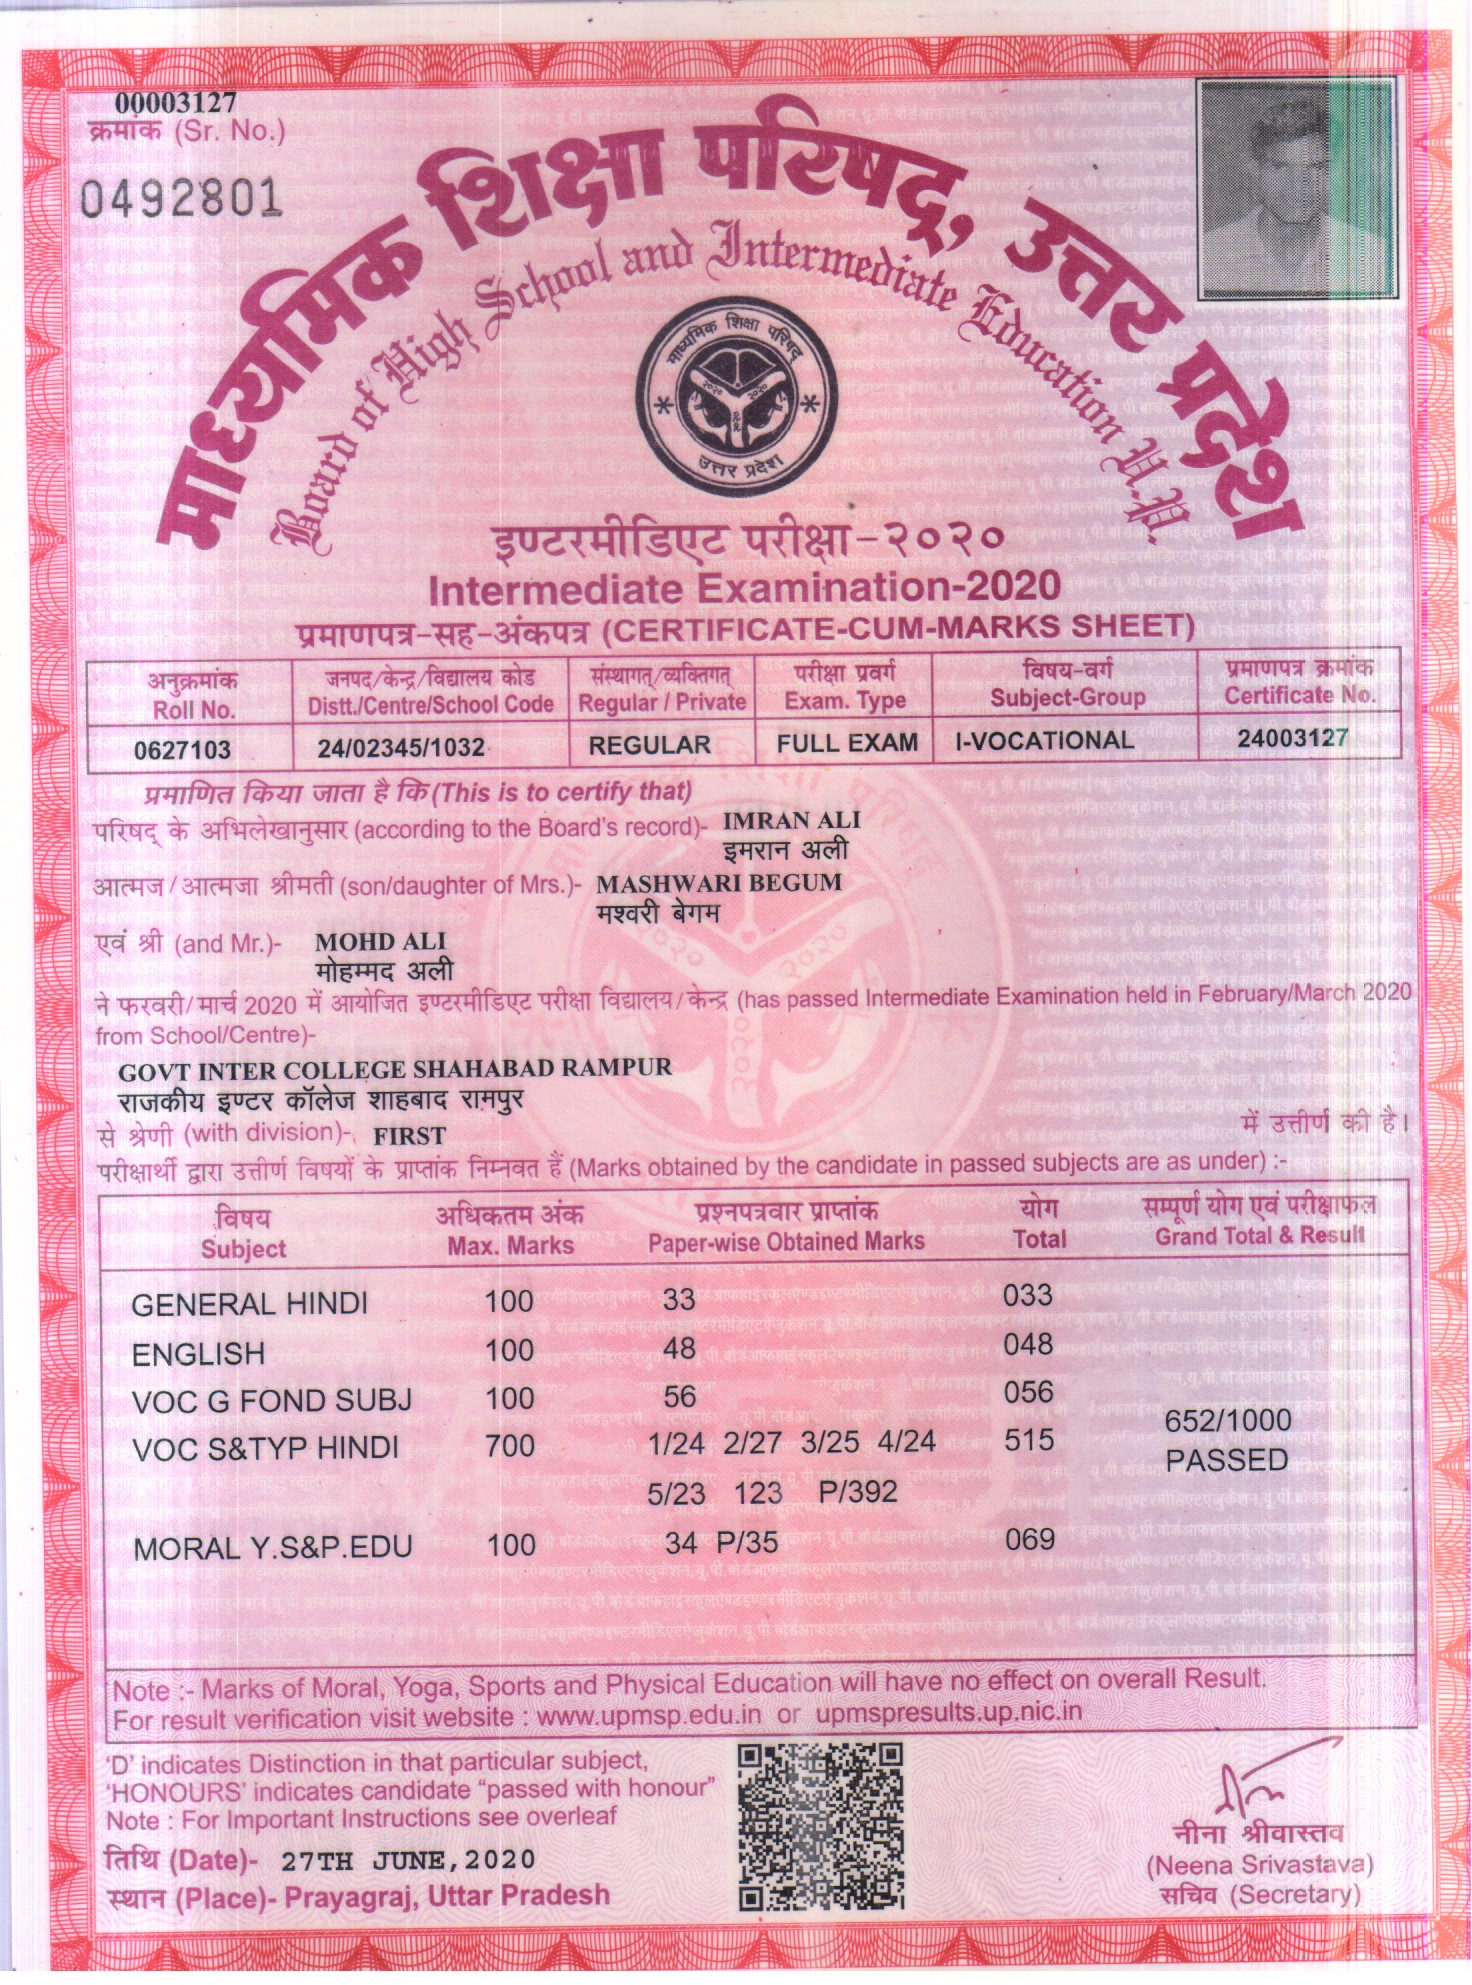 00003127
क्रमांक (Sr. No.)
0492801
माध्यमिक शिक्षा परिषद्, उत्तर प्रदेश
Board of High School and Intermediate Education U.P.
माध्यमिक शिक्षा परिषद्
२०२० २०२०
उत्तर प्रदेश
इण्टरमीडिएट परीक्षा-२०२०
Intermediate Examination-2020
प्रमाणपत्र-सह-अंकपत्र (CERTIFICATE-CUM-MARKS SHEET)
अनुक्रमांक जनपद/केन्द्र/विद्यालय कोड संस्थागत्/व्यक्तिगत् परीक्षा प्रवर्ग विषय-वर्ग प्रमाणपत्र क्रमांक
Roll No. Distt./Centre/School Code Regular / Private Exam. Type Subject-Group Certificate No.
0627103 24/02345/1032 REGULAR FULL EXAM I-VOCATIONAL 24003127
प्रमाणित किया जाता है कि (This is to certify that)
परिषद् के अभिलेखानुसार (according to the Board's record)- IMRAN ALI
इमरान अली
आत्मज/आत्मजा श्रीमती (son/daughter of Mrs.)- MASHWARI BEGUM
मश्वरी बेगम
एवं श्री (and Mr.)- MOHD ALI
मोहम्मद अली
ने फरवरी/मार्च 2020 में आयोजित इण्टरमीडिएट परीक्षा विद्यालय/केन्द्र (has passed Intermediate Examination held in February/March 2020
from School/Centre)-
GOVT INTER COLLEGE SHAHABAD RAMPUR
राजकीय इण्टर कॉलेज शाहबाद रामपुर
से श्रेणी (with division)-. FIRST में उत्तीर्ण की है।
परीक्षार्थी द्वारा उत्तीर्ण विषयों के प्राप्तांक निम्नवत हैं (Marks obtained by the candidate in passed subjects are as under) :-
विषय अधिकतम अंक प्रश्नपत्रवार प्राप्तांक योग सम्पूर्ण योग एवं परीक्षाफल
Subject Max. Marks Paper-wise Obtained Marks Total Grand Total & Result
GENERAL HINDI 100 33 033
ENGLISH 100 48 048
VOC G FOND SUBJ 100 56 056
652/1000
VOC S&TYP HINDI 700 1/24 2/27 3/25 4/24 515
PASSED
5/23 123 P/392
MORAL Y.S&P.EDU 100 34 P/35 069
Note :- Marks of Moral, Yoga, Sports and Physical Education will have no effect on overall Result.
For result verification visit website : www.upmsp.edu.in or upmspresults.up.nic.in
'D' indicates Distinction in that particular subject,
'HONOURS' indicates candidate "passed with honour"
Note : For Important Instructions see overleaf
तिथि (Date)- 27TH JUNE,2020
स्थान (Place)- Prayagraj, Uttar Pradesh
नीना श्रीवास्तव
(Neena Srivastava)
सचिव (Secretary)